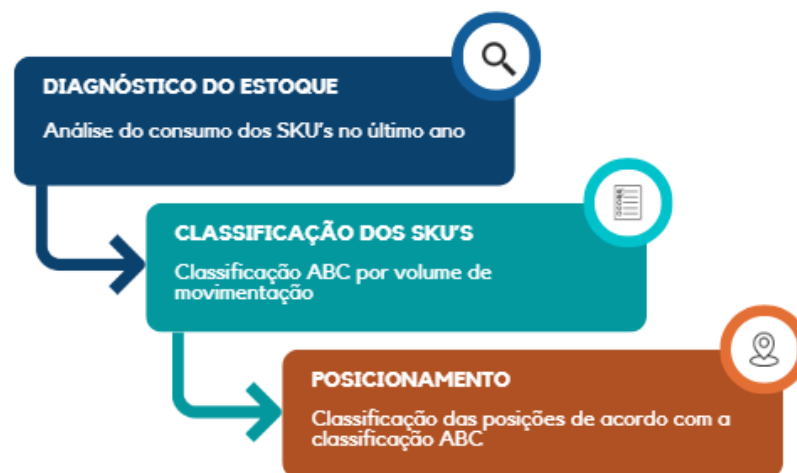 DIAGNÓSTICO DO ESTOQUE
Análise do consumo dos SKU's no último ano
CLASSIFICAÇÃO DOS SKU'S
Classificação ABC por volume de
movimentação
POSICIONAMENTO
Classificação das posições de acordo com a
classificação ABC